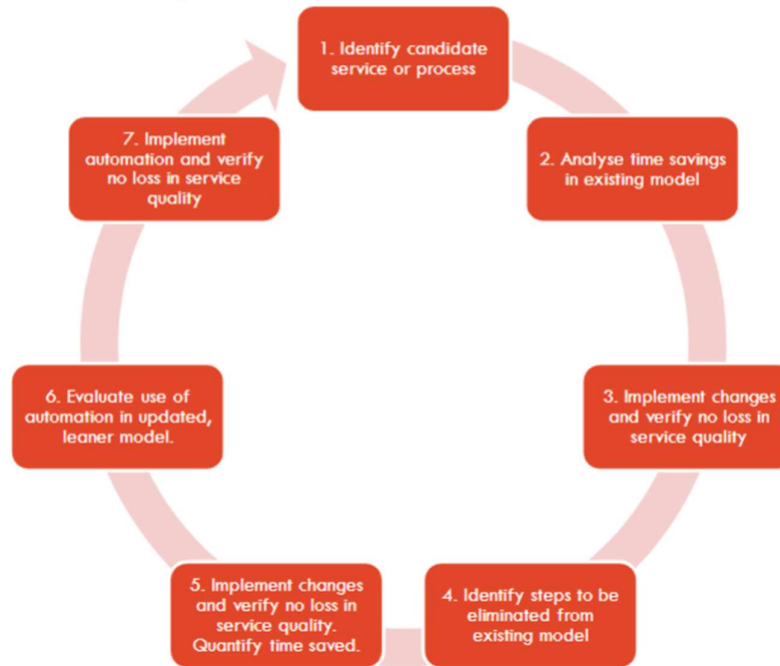 1. Identify candidate
service or process
2. Analyse time savings
in existing model
3. Implement changes
and verify no loss in
service quality
4. Identify steps to be
eliminated from
existing model
5. Implement changes
and verify no loss in
service quality.
Quantify time saved.
6. Evaluate use of
automation in updated,
leaner model.
7. Implement
automation and verify
no loss in service
quality